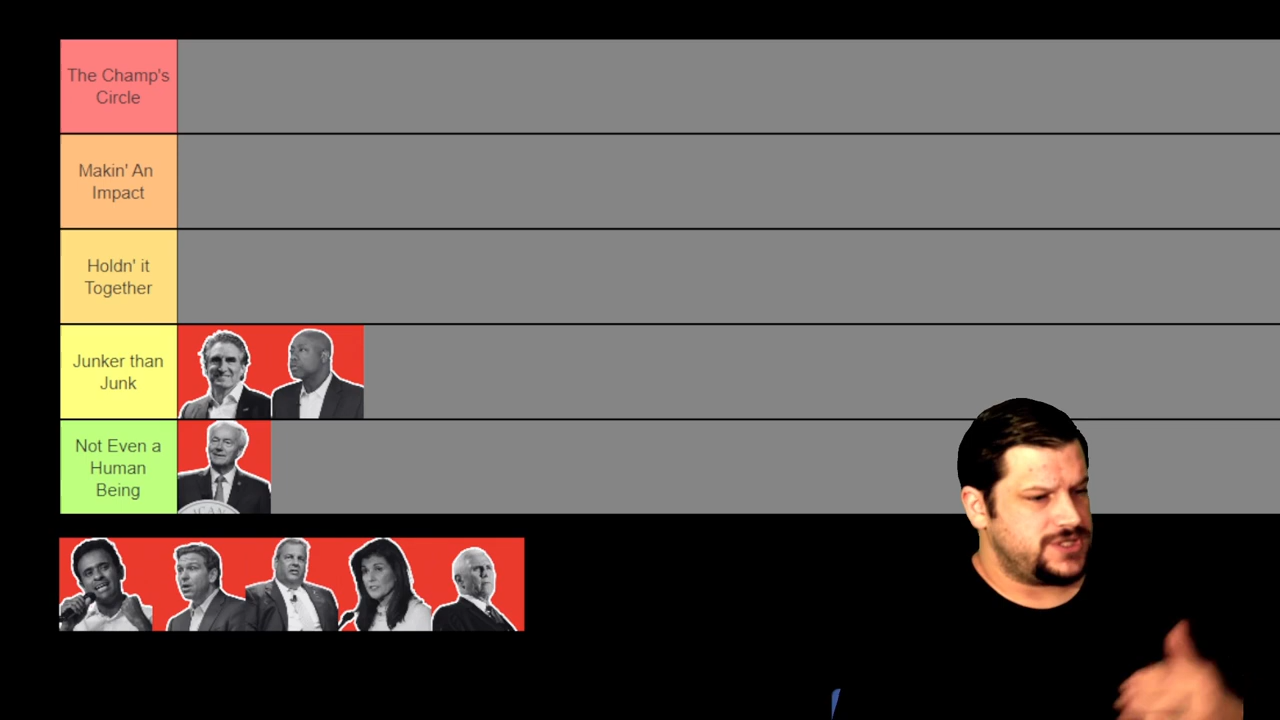 The Champ's
Circle
Makin' An
Impact
Holdn' it
Together
Junker than
Junk
Not Even a
Human
Being